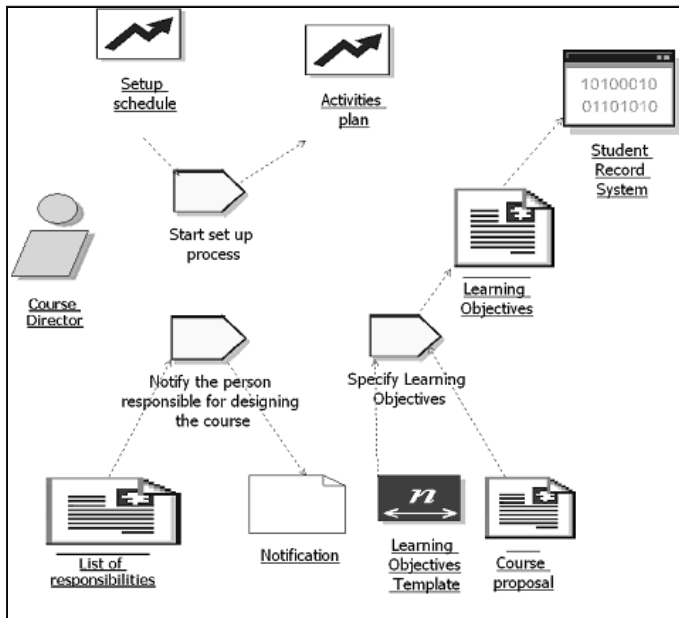 Setup
schedule
Activities
plan
10100010
01101010
Student
Record
System
Start set up
process
Learning
Objectives
Course
Director
Notify the person
responsible for designing
the course
Specify Learning
Objectives
n
List of
responsibilities
Notification
Learning
Objectives
Template
Course
proposal